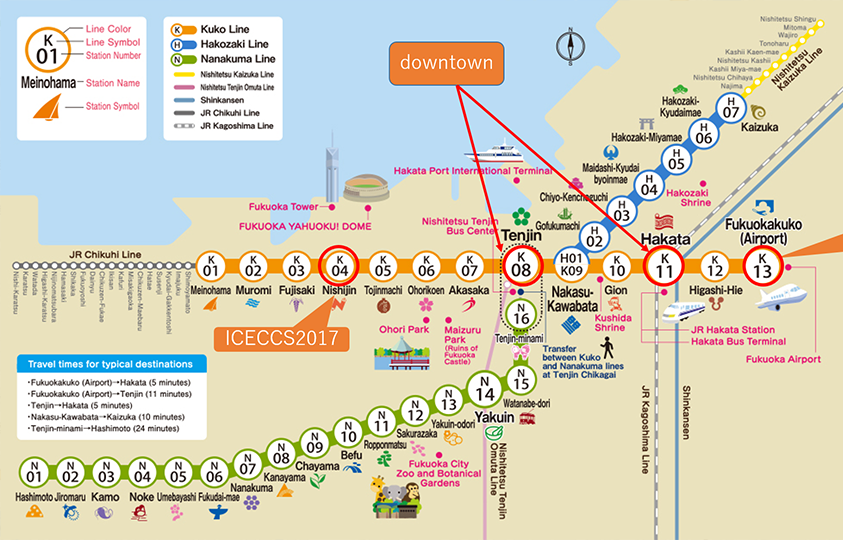 K
01
Line Color
Line Symbol
Station Number
Meinohama
Station Name
Station Symbol
K Kuko Line
H Hakozaki Line
N Nanakuma Line
Nishitetsu Kaizuka Line
Nishitetsu Tenjin Omuta Line
Shinkansen
JR Chikuhi Line
JR Kagoshima Line
downtown
Nishitetsu Shingu
Mitoma
Wajiro
Tonoharu
Kashii Kaen-mae
Nishitetsu Kashii
Kashii Miya-mae
Nishitetsu Chihaya
Najima
Nishitetsu
Kaizuka Line
H
07
Kaizuka
Hakozaki-
Kyudaimae
H
06
Hakozaki-Miyamae
H
05
Maidashi-Kyudai
byoinmae
H
04
Chiyo-Kenchoguchi
H
03
Gofukumachi
H
02
Hakozaki
Shrine
Hakata Port International Terminal
Fukuoka Tower
FUKUOKA YAHUOKU! DOME
Nishitetsu Tenjin
Bus Center
Tenjin
Hakata
Fukuokakuko
(Airport)
JR Chikuhi Line
Nishi-Karatsu
Karatsu
Watada
Higashi-Karatsu
Nijinomatsubara
Hamasaki
Shikaka
Fukuyoshi
Dainyu
Chikuzen-Fukae
Ikisan
Kafuri
Misakigaoka
Chikuzen-Maebaru
Hatae
Susenji
Kyudai-Gakkentoshi
Imajuku
Shimoyamato
K
01
Meinohama
K
02
Muromi
K
03
Fujisaki
K
04
Nishijin
K
05
Tojinmachi
K
06
Ohorikoen
K
07
Akasaka
K
08
H01
K09
Nakasu-
Kawabata
K
10
Gion
K
11
K
12
Higashi-Hie
K
13
ICECCS2017
Ohori Park
Maizuru
Park
(Ruins of
Fukuoka
Castle)
N
16
Tenjin-minami
Kushida
Shrine
JR Hakata Station
Hakata Bus Terminal
Fukuoka Airport
Transfer
between Kuko
and Nanakuma lines
at Tenjin Chikagai
Travel times for typical destinations
・Fukuokakuko (Airport)→Hakata (5 minutes)
・Fukuokakuko (Airport)→Tenjin (11 minutes)
・Tenjin→Hakata (5 minutes)
・Nakasu-Kawabata→Kaizuka (10 minutes)
・Tenjin-minami→Hashimoto (24 minutes)
N
15
Watanabe-dori
N
14
Yakuin
N
13
Yakuin-odori
N
12
Sakurazaka
N
11
Ropponmatsu
N
10
Befu
N
09
Chayama
N
08
Kanayama
N
07
Nanakuma
N
06
Fukudai-mae
N
05
Umebayashi
N
04
Noke
N
03
Kamo
N
02
Jiromaru
N
01
Hashimoto
Fukuoka City
Zoo and Botanical
Gardens
Nishitetsu Tenjin
Omuta Line
JR Kagoshima Line
Shinkansen